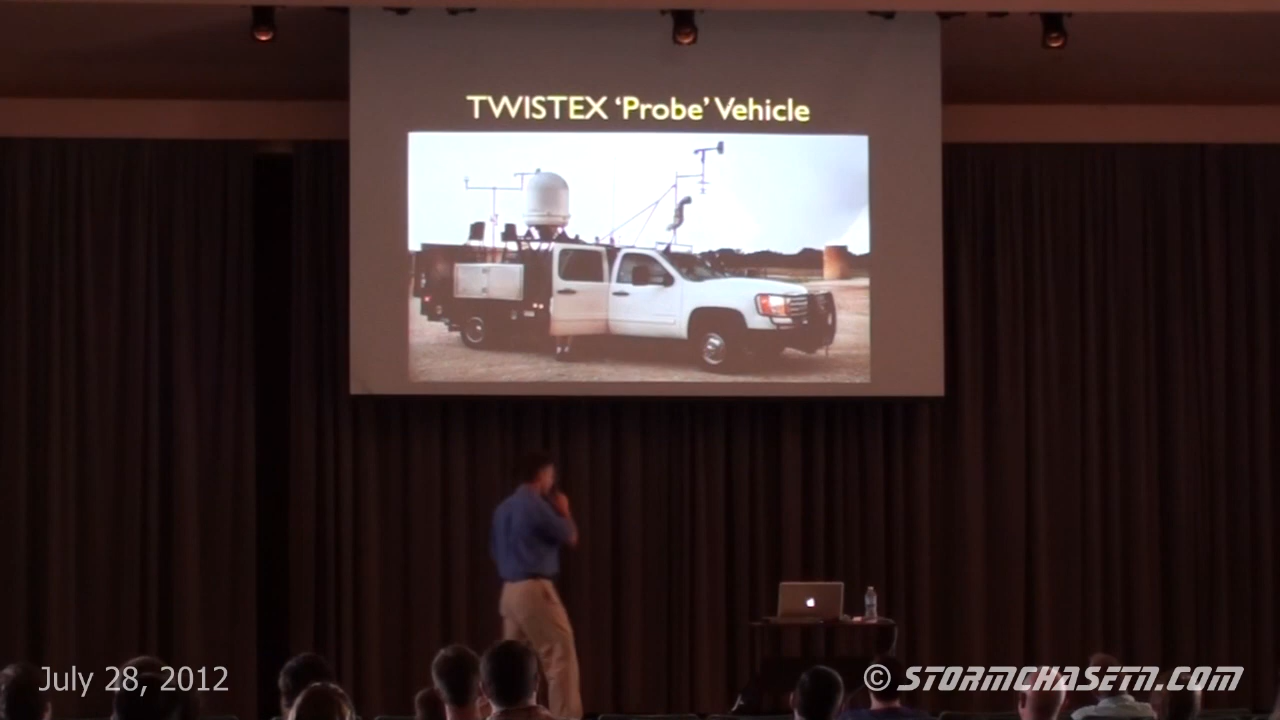 TWISTEX ‘Probe’ Vehicle
July 28, 2012
© STORMCHASETN.COM